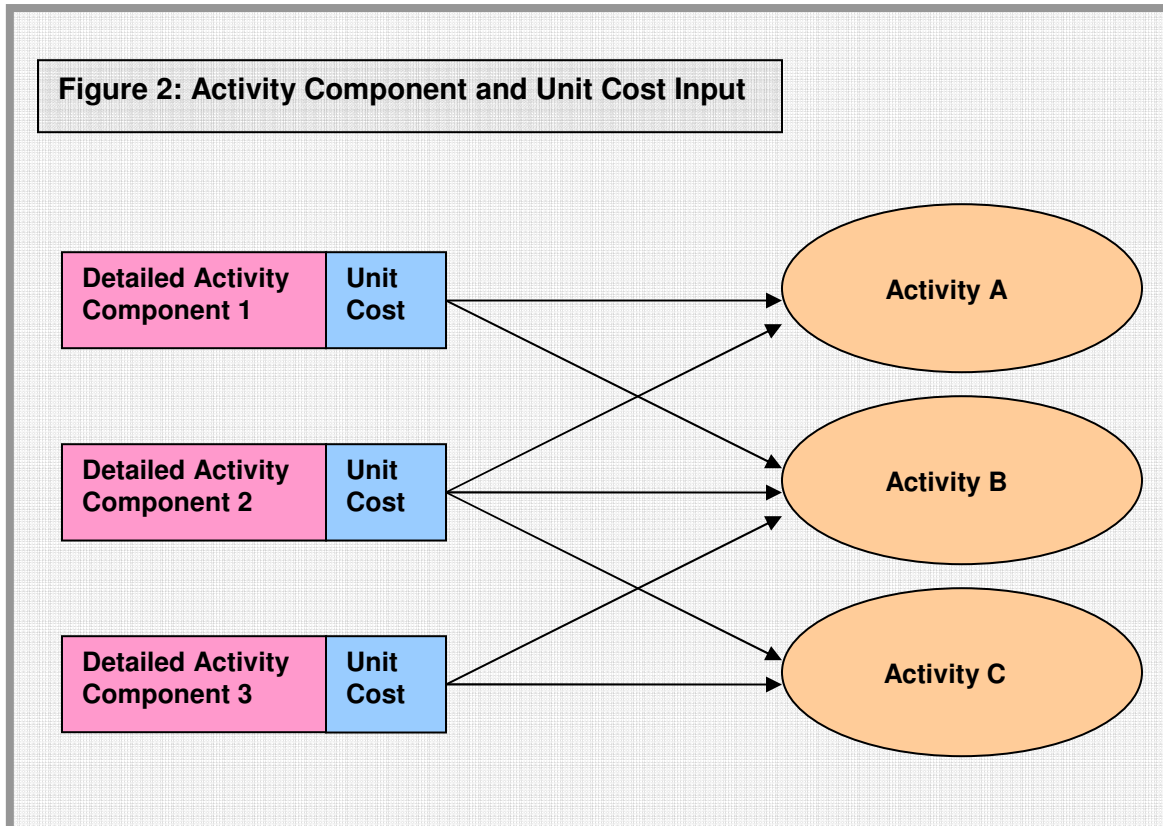 Figure 2: Activity Component and Unit Cost Input
Detailed Activity
Component 1
Unit
Cost
Activity A
Detailed Activity
Component 2
Unit
Cost
Activity B
Detailed Activity
Component 3
Unit
Cost
Activity C